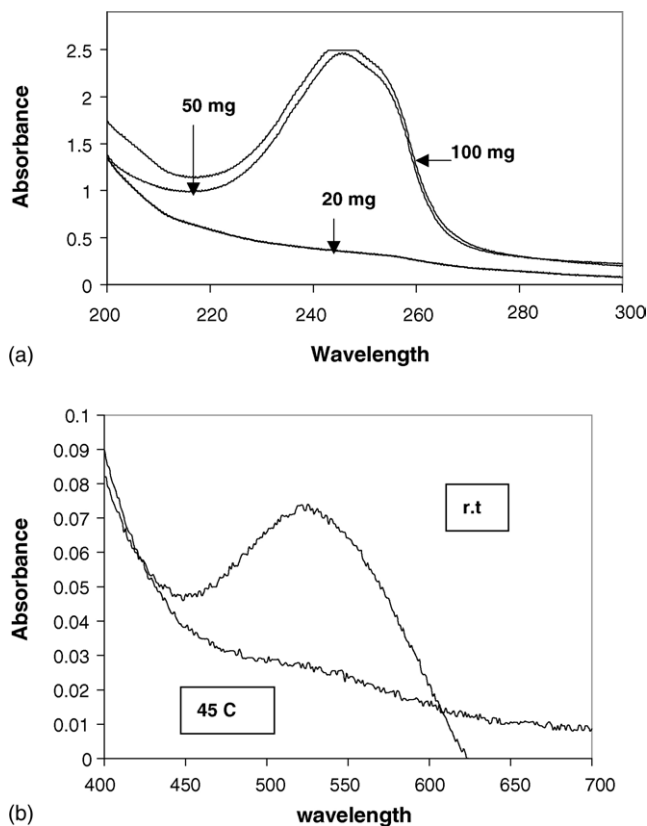 2.5
2
1.5
1
0.5
0
Absorbance
50 mg
100 mg
20 mg
200 220 240 260 280 300
Wavelength
(a)
0.1
0.09
0.08
0.07
0.06
0.05
0.04
0.03
0.02
0.01
0
Absorbance
r.t
45 C
400 450 500 550 600 650 700
wavelength
(b)